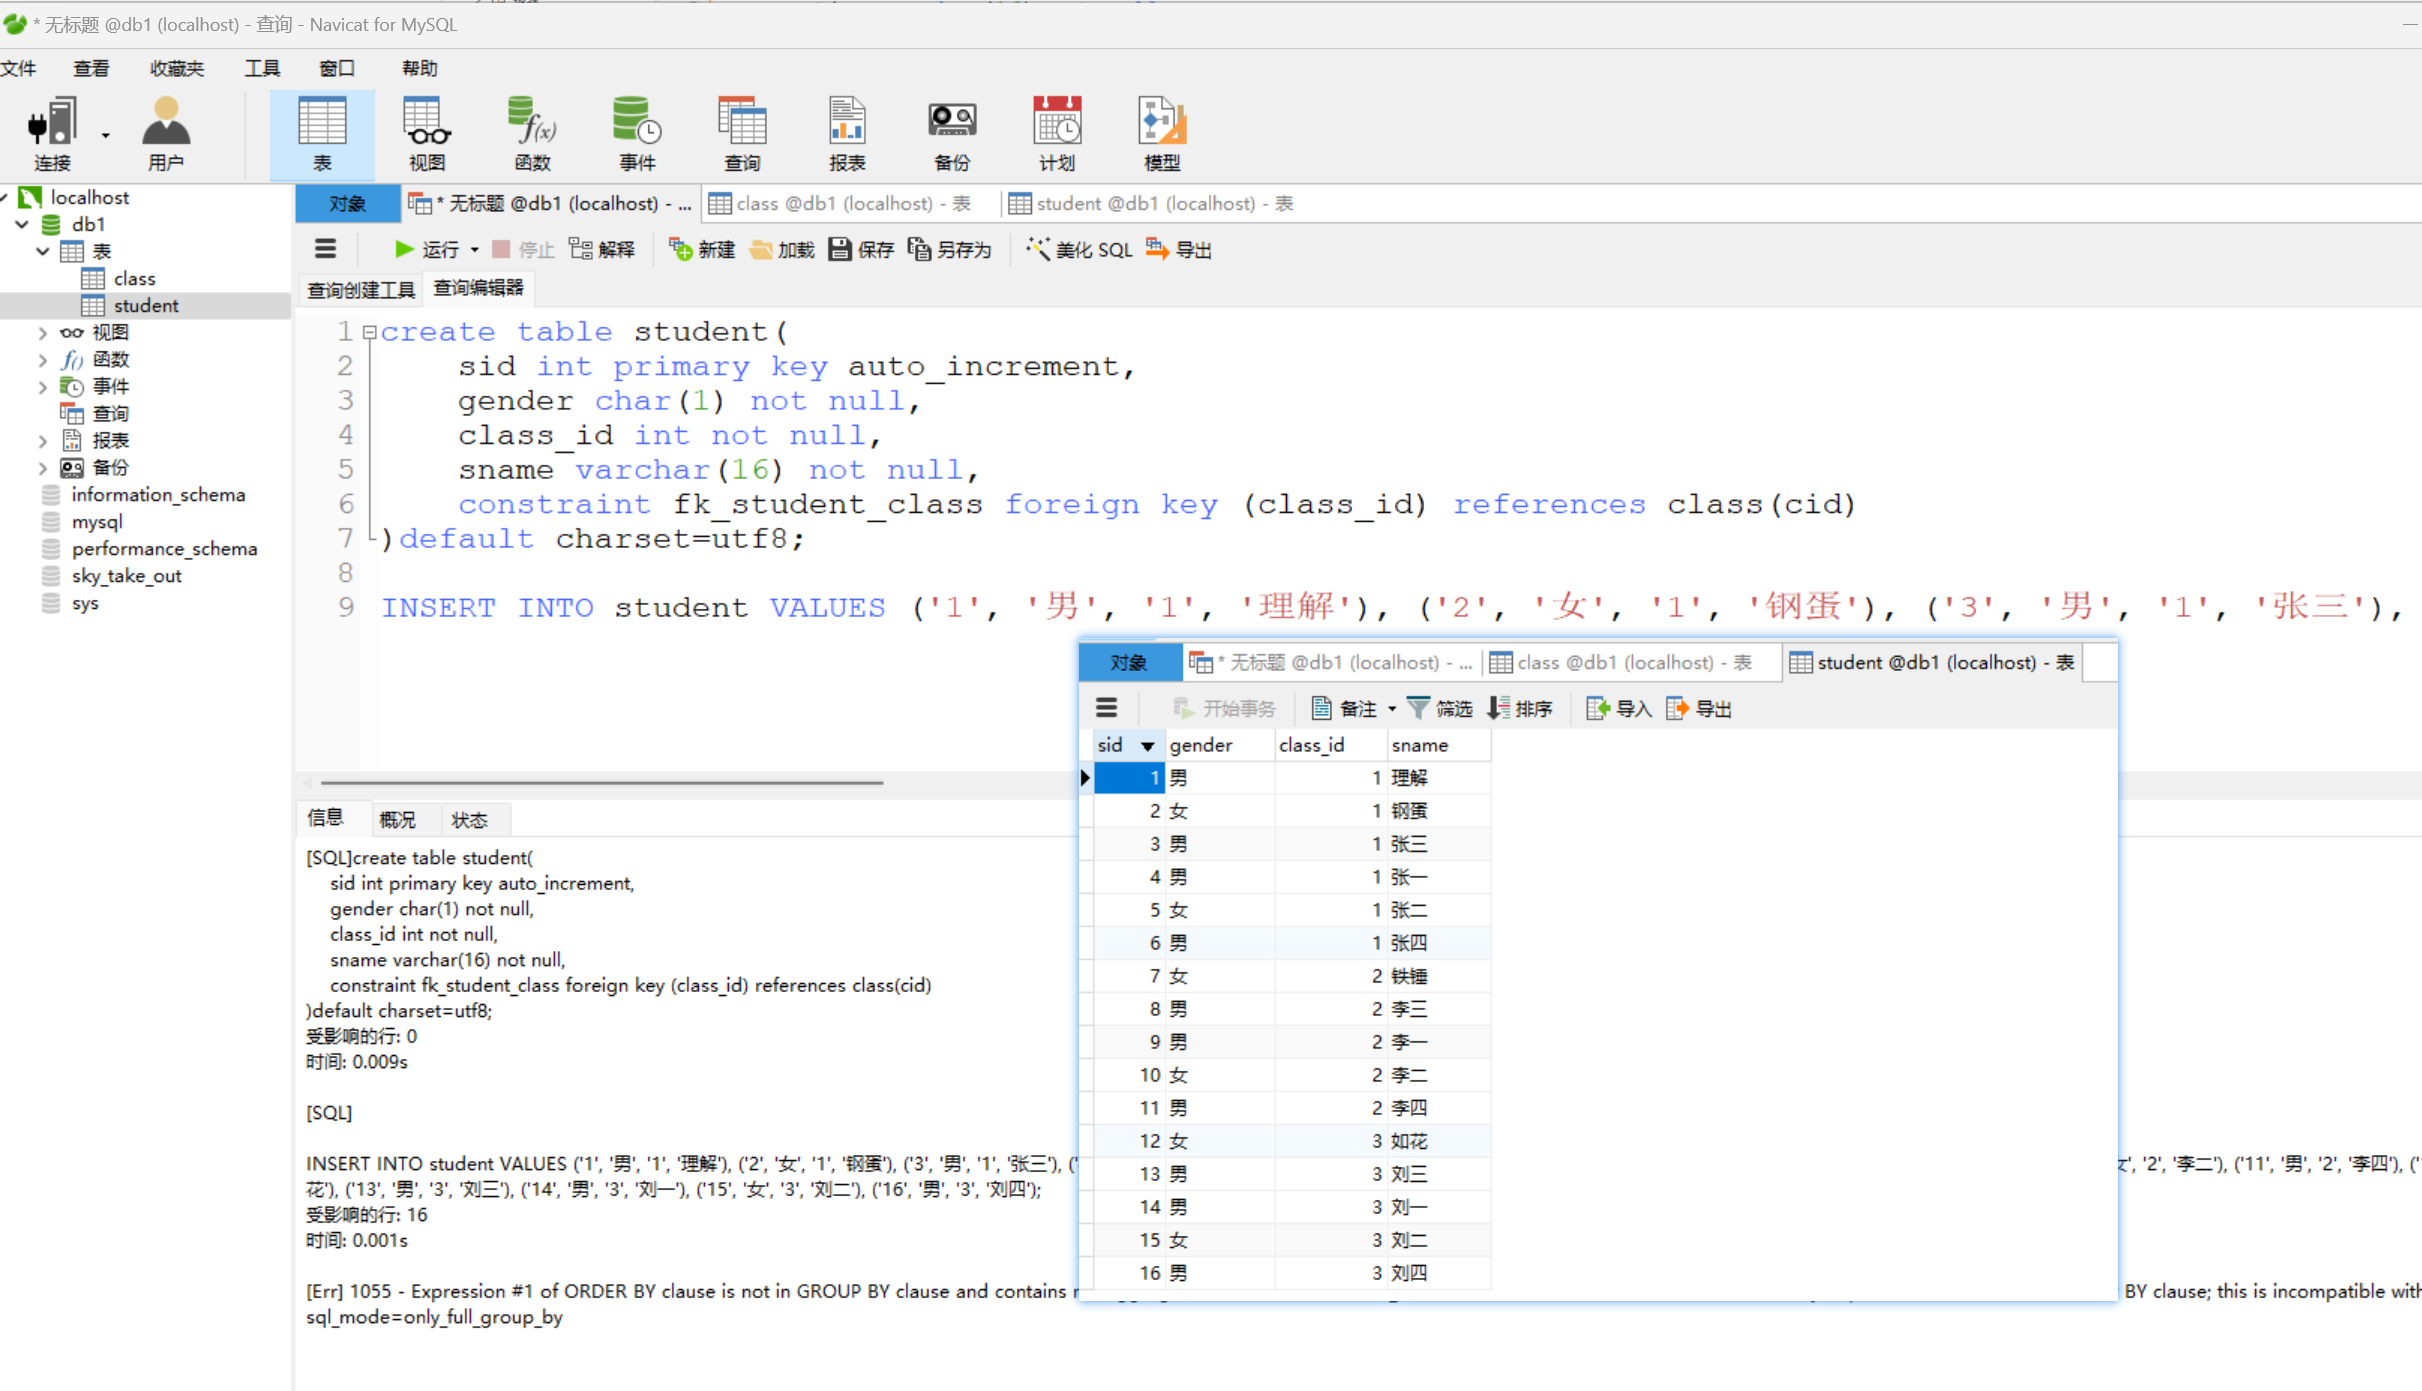 * 无标题 @db1 (localhost) - 查询 - Navicat for MySQL
文件 查看 收藏夹 工具 窗口 帮助
连接 用户 表 视图 函数 事件 查询 报表 备份 计划 模型
localhost
db1
表
class
student
视图
函数
事件
查询
报表
备份
information_schema
mysql
performance_schema
sky_take_out
sys
对象 * 无标题 @db1 (localhost) - ... class @db1 (localhost) - 表 student @db1 (localhost) - 表
运行 停止 解释 新建 加载 保存 另存为 美化 SQL 导出
查询创建工具 查询编辑器
1 create table student(
2 sid int primary key auto_increment,
3 gender char(1) not null,
4 class_id int not null,
5 sname varchar(16) not null,
6 constraint fk_student_class foreign key (class_id) references class(cid)
7 )default charset=utf8;
8
9 INSERT INTO student VALUES ('1', '男', '1', '理解'), ('2', '女', '1', '钢蛋'), ('3', '男', '1', '张三'),
信息 概况 状态
[SQL]create table student(
sid int primary key auto_increment,
gender char(1) not null,
class_id int not null,
sname varchar(16) not null,
constraint fk_student_class foreign key (class_id) references class(cid)
)default charset=utf8;
受影响的行: 0
时间: 0.009s
[SQL]
INSERT INTO student VALUES ('1', '男', '1', '理解'), ('2', '女', '1', '钢蛋'), ('3', '男', '1', '张三'), (' ', '2', '李二'), ('11', '男', '2', '李四'), ('
花'), ('13', '男', '3', '刘三'), ('14', '男', '3', '刘一'), ('15', '女', '3', '刘二'), ('16', '男', '3', '刘四');
受影响的行: 16
时间: 0.001s
[Err] 1055 - Expression #1 of ORDER BY clause is not in GROUP BY clause and contains BY clause; this is incompatible with
sql_mode=only_full_group_by
对象 * 无标题 @db1 (localhost) - ... class @db1 (localhost) - 表 student @db1 (localhost) - 表
开始事务 备注 筛选 排序 导入 导出
sid gender class_id sname
1 男 1 理解
2 女 1 钢蛋
3 男 1 张三
4 男 1 张一
5 女 1 张二
6 男 1 张四
7 女 2 铁锤
8 男 2 李三
9 男 2 李一
10 女 2 李二
11 男 2 李四
12 女 3 如花
13 男 3 刘三
14 男 3 刘一
15 女 3 刘二
16 男 3 刘四